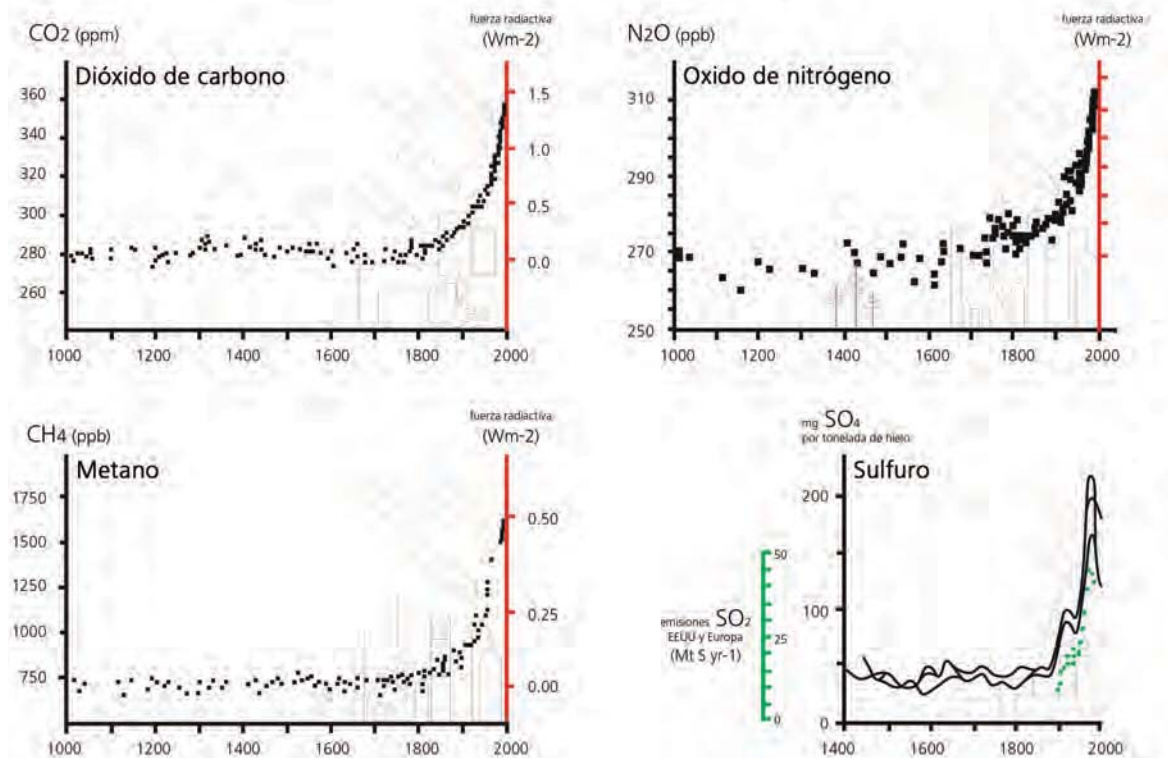 CO2 (ppm)
fuerza radiactiva
(Wm-2)
Dióxido de carbono
360
340
320
300
280
260
1.5
1.0
0.5
0.0
1000 1200 1400 1600 1800 2000
N2O (ppb)
fuerza radiactiva
(Wm-2)
Oxido de nitrógeno
310
290
270
250
1000 1200 1400 1600 1800 2000
CH4 (ppb)
fuerza radiactiva
(Wm-2)
Metano
1750
1500
1250
1000
750
0.50
0.25
0.00
1000 1200 1400 1600 1800 2000
mg SO4
por tonelada de hielo
Sulfuro
200
100
0
50
25
0
emisiones SO2
EEUU y Europa
(Mt S yr-1)
1400 1600 1800 2000